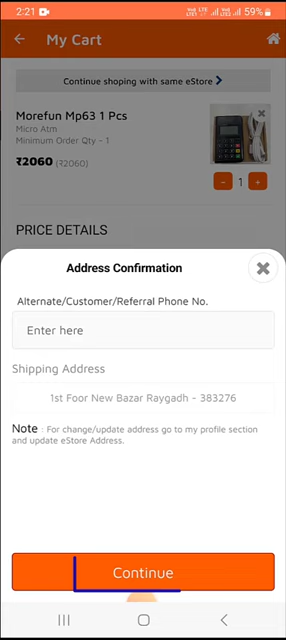 2:21 59%
My Cart
Continue shoping with same eStore
Morefun Mp63 1 Pcs
Micro Atm
Minimum Order Qty - 1
₹2060 (₹2060)
− 1 +
PRICE DETAILS
Address Confirmation
Alternate/Customer/Referral Phone No.
Enter here
Shipping Address
1st Foor New Bazar Raygadh - 383276
Note : For change/update address go to my profile section
and update eStore Address.
Continue